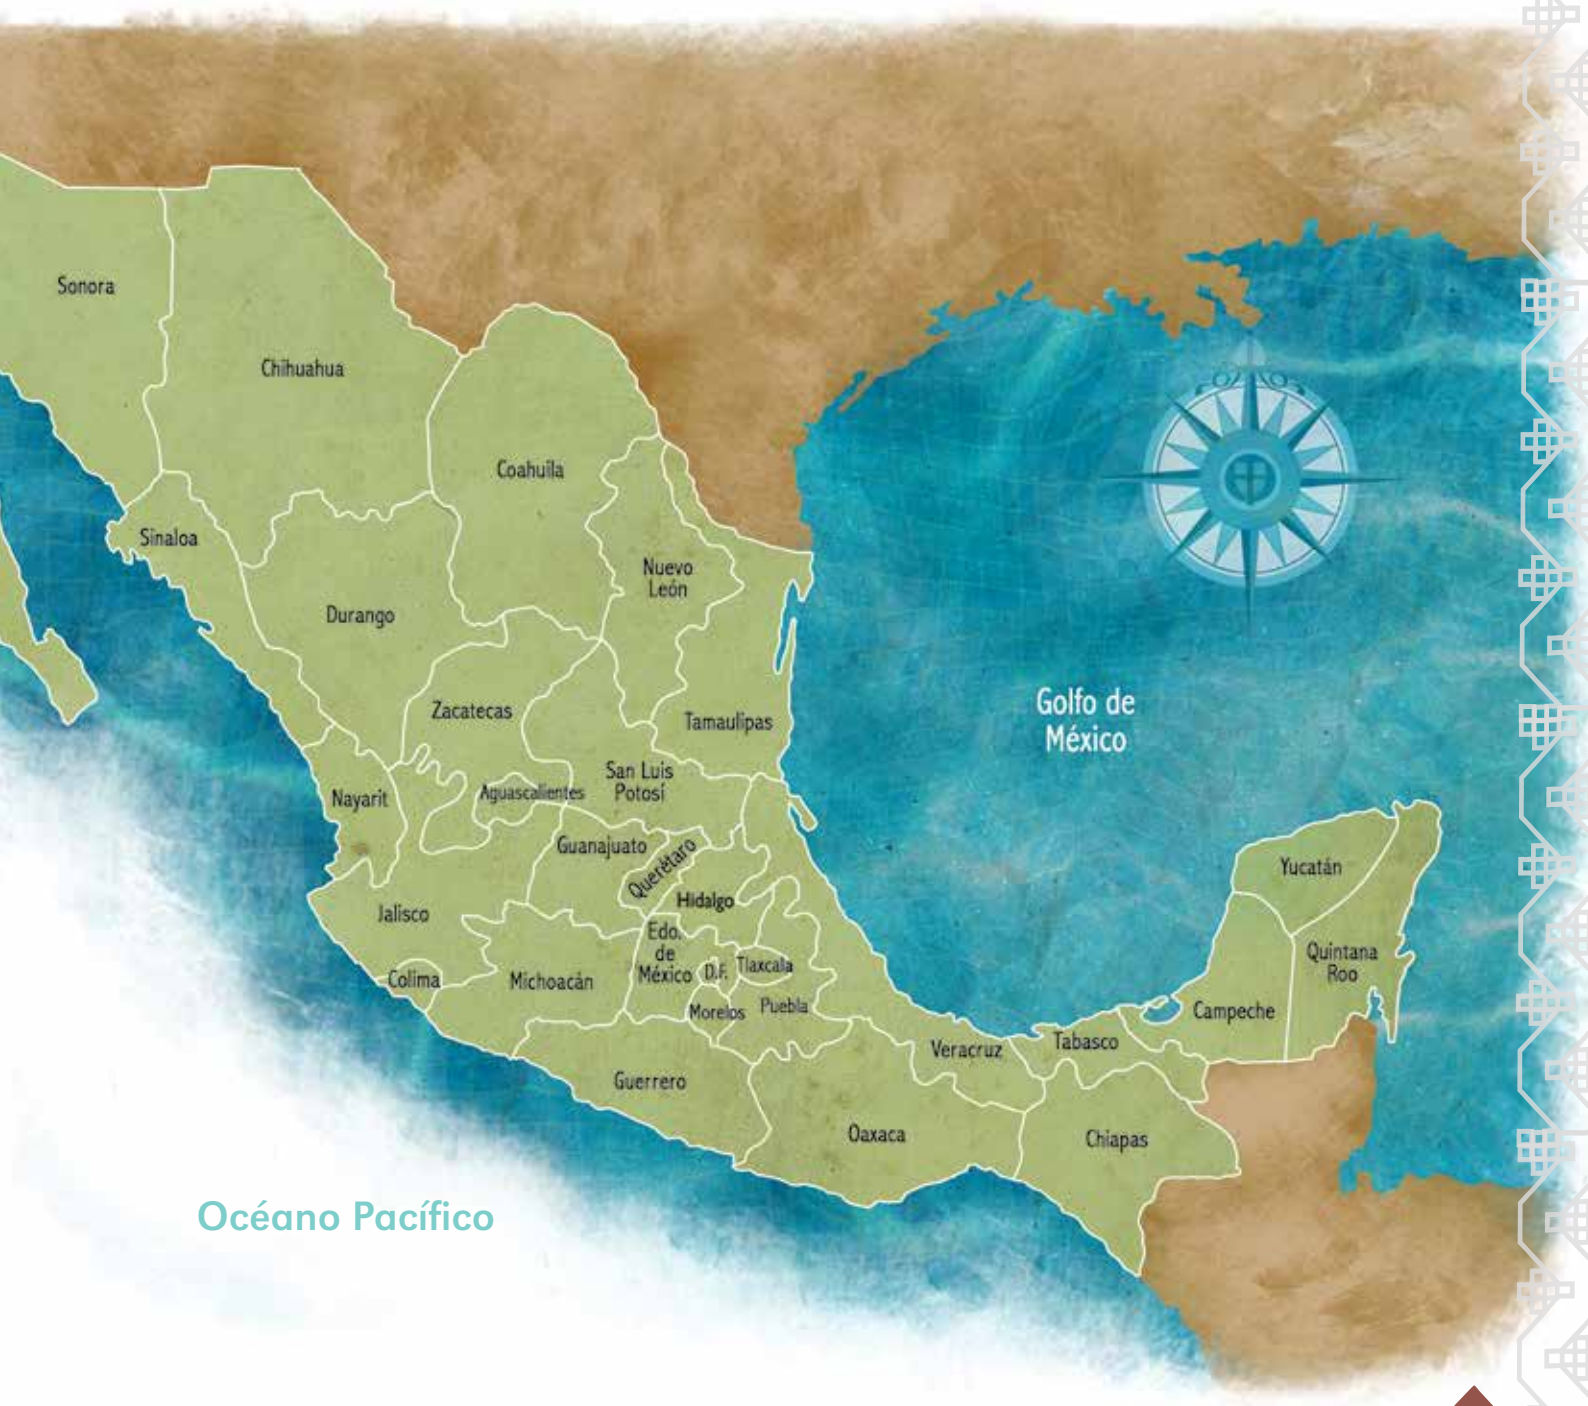 Sonora
Chihuahua
Coahuila
Sinaloa
Nuevo
León
Durango
Zacatecas
Tamaulipas
Golfo de
México
San Luis
Potosí
Aguascalientes
Nayarit
Guanajuato
Querétaro
Hidalgo
Jalisco
Edo.
de
México
D.F.
Tlaxcala
Colima
Michoacán
Morelos
Puebla
Yucatán
Quintana
Roo
Campeche
Veracruz
Tabasco
Guerrero
Oaxaca
Chiapas
Océano Pacífico